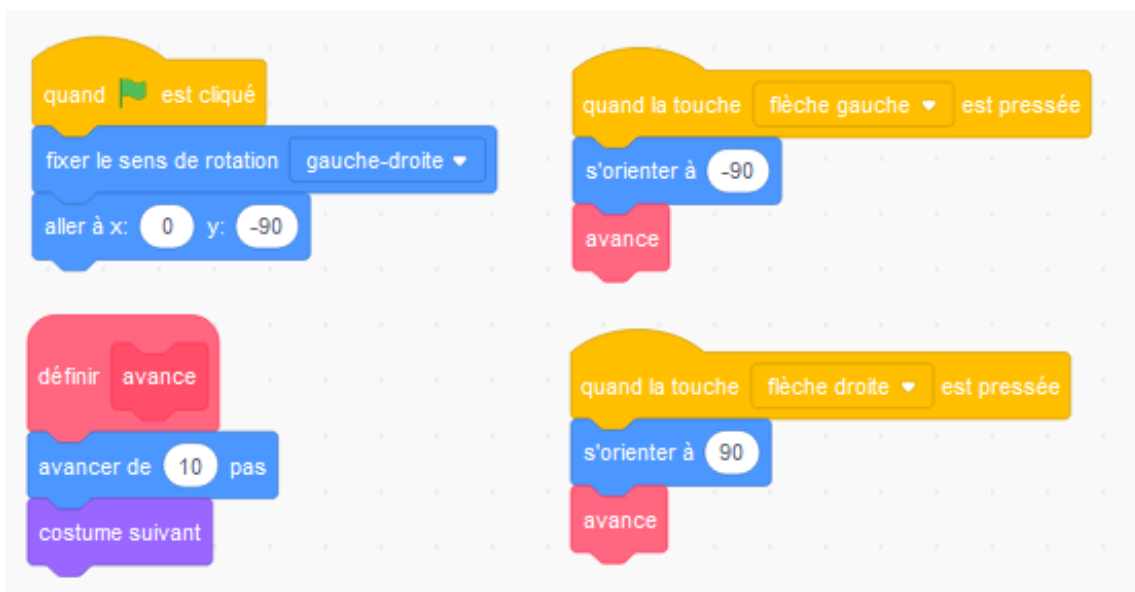 quand est cliqué
fixer le sens de rotation gauche-droite
aller à x: 0 y: -90
définir avance
avancer de 10 pas
costume suivant
quand la touche flèche gauche est pressée
s'orienter à -90
avance
quand la touche flèche droite est pressée
s'orienter à 90
avance